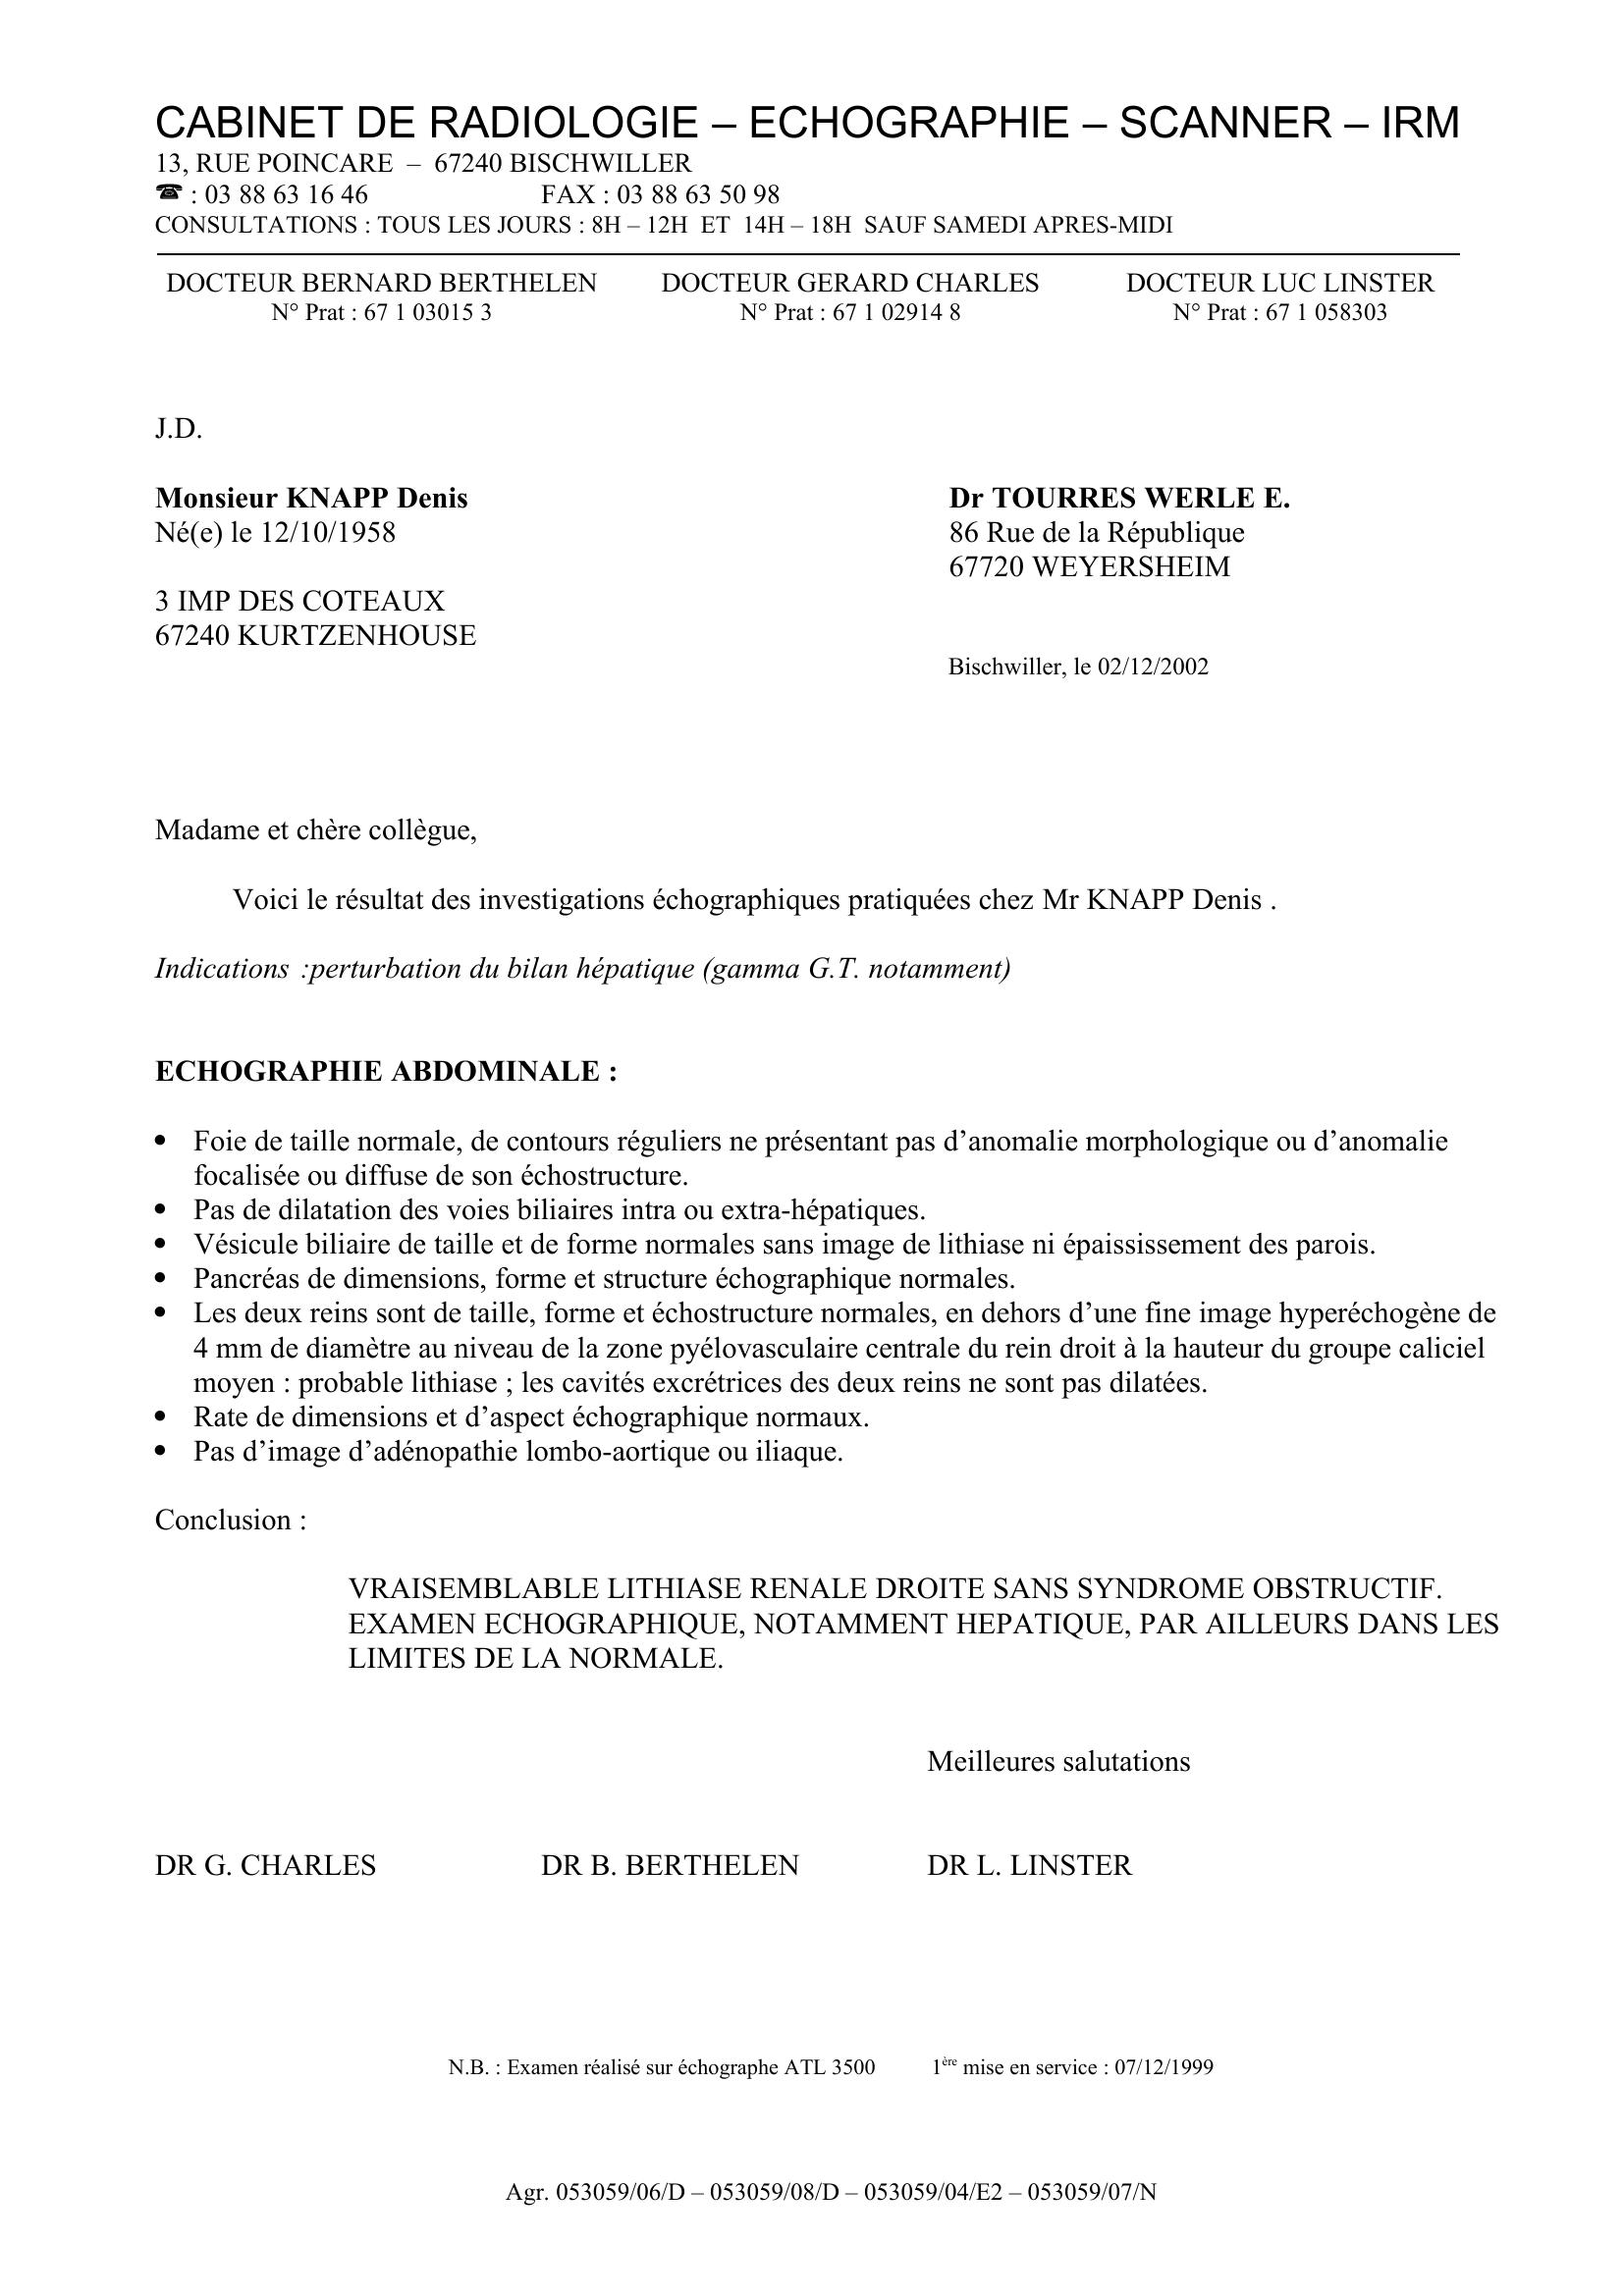 CABINET DE RADIOLOGIE – ECHOGRAPHIE – SCANNER – IRM
13, RUE POINCARE – 67240 BISCHWILLER
☎ : 03 88 63 16 46 FAX : 03 88 63 50 98
CONSULTATIONS : TOUS LES JOURS : 8H – 12H ET 14H – 18H SAUF SAMEDI APRES-MIDI
DOCTEUR BERNARD BERTHELEN DOCTEUR GERARD CHARLES DOCTEUR LUC LINSTER
N° Prat : 67 1 03015 3 N° Prat : 67 1 02914 8 N° Prat : 67 1 058303
J.D.
Monsieur KNAPP Denis Dr TOURRES WERLE E.
Né(e) le 12/10/1958 86 Rue de la République
67720 WEYERSHEIM
3 IMP DES COTEAUX
67240 KURTZENHOUSE
Bischwiller, le 02/12/2002
Madame et chère collègue,
Voici le résultat des investigations échographiques pratiquées chez Mr KNAPP Denis .
Indications :perturbation du bilan hépatique (gamma G.T. notamment)
ECHOGRAPHIE ABDOMINALE :
• Foie de taille normale, de contours réguliers ne présentant pas d’anomalie morphologique ou d’anomalie
focalisée ou diffuse de son échostructure.
• Pas de dilatation des voies biliaires intra ou extra-hépatiques.
• Vésicule biliaire de taille et de forme normales sans image de lithiase ni épaississement des parois.
• Pancréas de dimensions, forme et structure échographique normales.
• Les deux reins sont de taille, forme et échostructure normales, en dehors d’une fine image hyperéchogène de
4 mm de diamètre au niveau de la zone pyélovasculaire centrale du rein droit à la hauteur du groupe caliciel
moyen : probable lithiase ; les cavités excrétrices des deux reins ne sont pas dilatées.
• Rate de dimensions et d’aspect échographique normaux.
• Pas d’image d’adénopathie lombo-aortique ou iliaque.
Conclusion :
VRAISEMBLABLE LITHIASE RENALE DROITE SANS SYNDROME OBSTRUCTIF.
EXAMEN ECHOGRAPHIQUE, NOTAMMENT HEPATIQUE, PAR AILLEURS DANS LES
LIMITES DE LA NORMALE.
Meilleures salutations
DR G. CHARLES DR B. BERTHELEN DR L. LINSTER
N.B. : Examen réalisé sur échographe ATL 3500 1ère mise en service : 07/12/1999
Agr. 053059/06/D – 053059/08/D – 053059/04/E2 – 053059/07/N